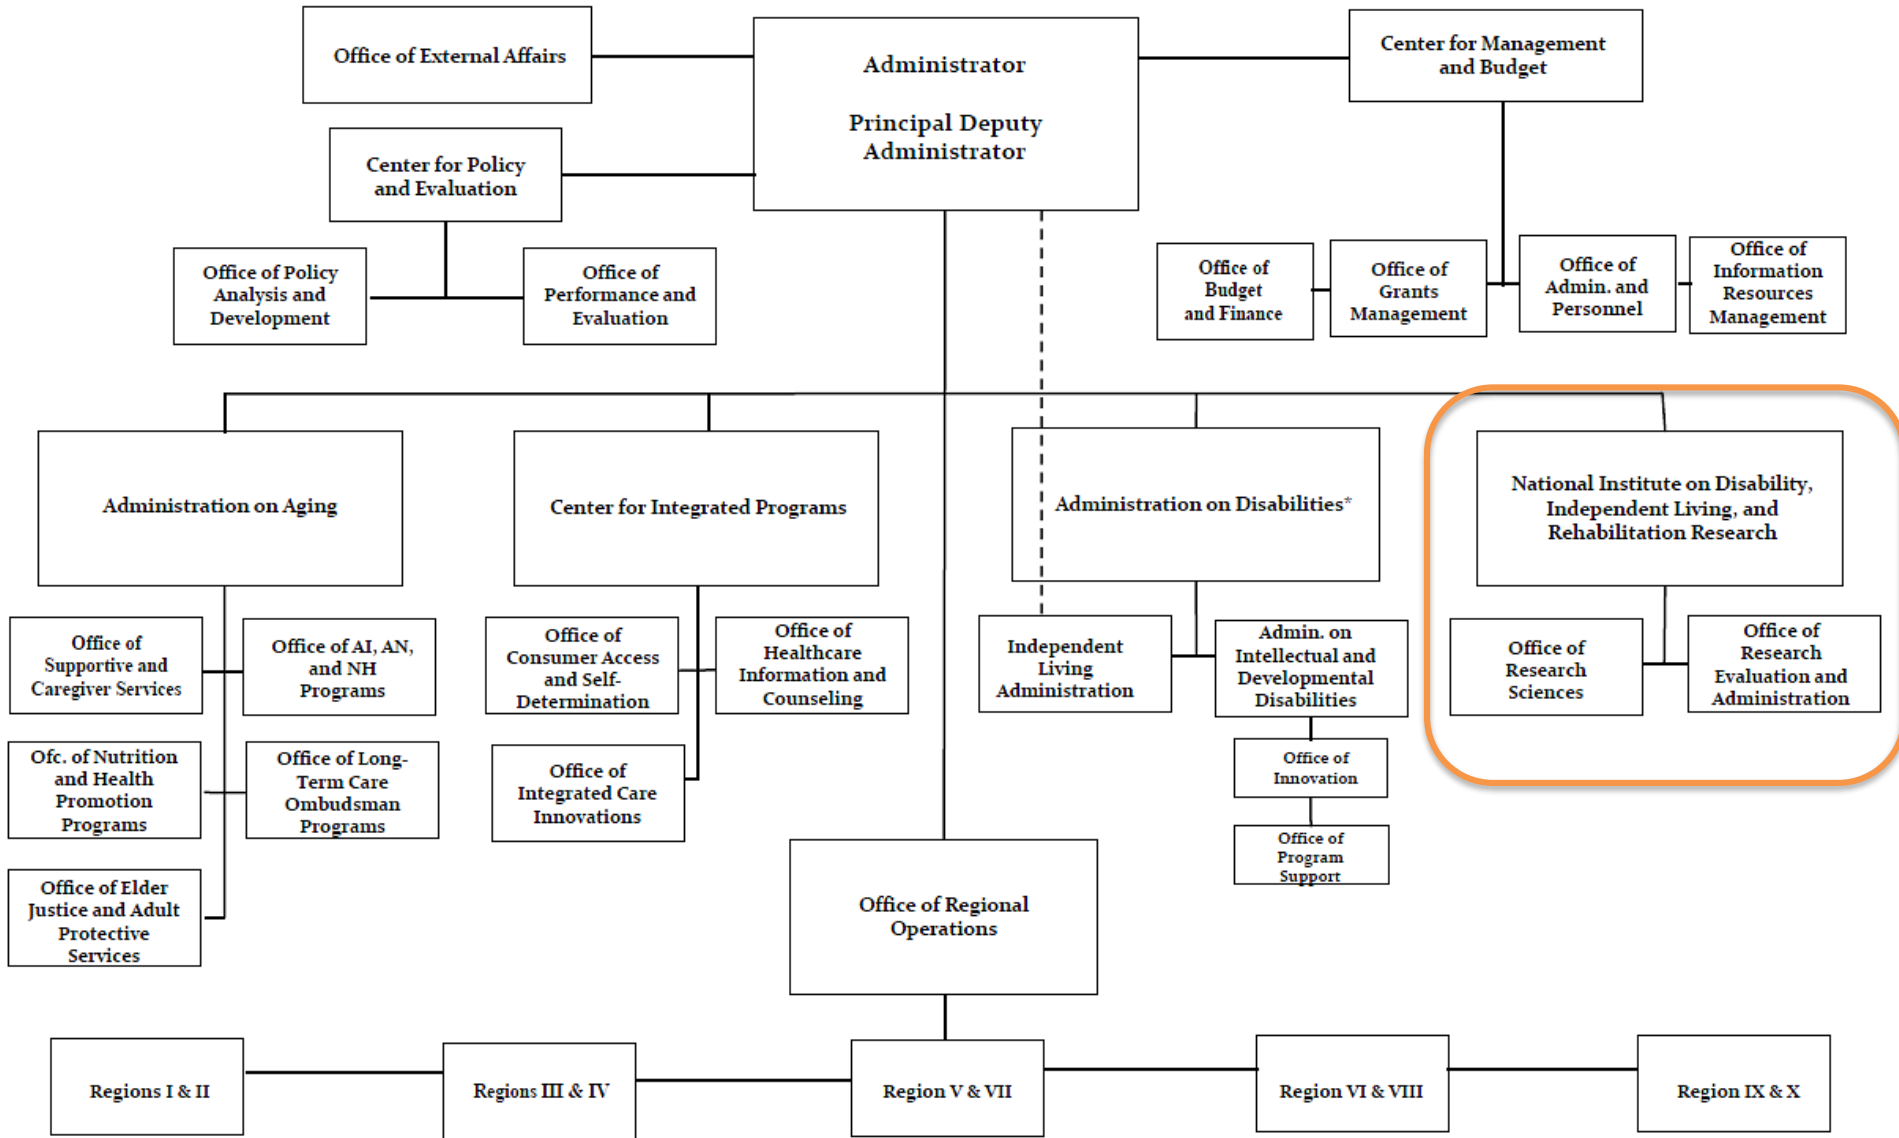 Office of External Affairs
Administrator
Principal Deputy
Administrator
Center for Management
and Budget
Center for Policy
and Evaluation
Office of Policy
Analysis and
Development
Office of
Performance and
Evaluation
Office of
Budget
and Finance
Office of
Grants
Management
Office of
Admin. and
Personnel
Office of
Information
Resources
Management
Administration on Aging
Center for Integrated Programs
Administration on Disabilities*
National Institute on Disability,
Independent Living, and
Rehabilitation Research
Office of
Supportive and
Caregiver Services
Office of AI, AN,
and NH
Programs
Office of
Consumer Access
and Self-
Determination
Office of
Healthcare
Information and
Counseling
Independent
Living
Administration
Admin. on
Intellectual and
Developmental
Disabilities
Office of
Research
Sciences
Office of
Research
Evaluation and
Administration
Ofc. of Nutrition
and Health
Promotion
Programs
Office of Long-
Term Care
Ombudsman
Programs
Office of
Integrated Care
Innovations
Office of
Innovation
Office of
Program
Support
Office of Elder
Justice and Adult
Protective
Services
Office of Regional
Operations
Regions I & II
Regions III & IV
Region V & VII
Region VI & VIII
Region IX & X